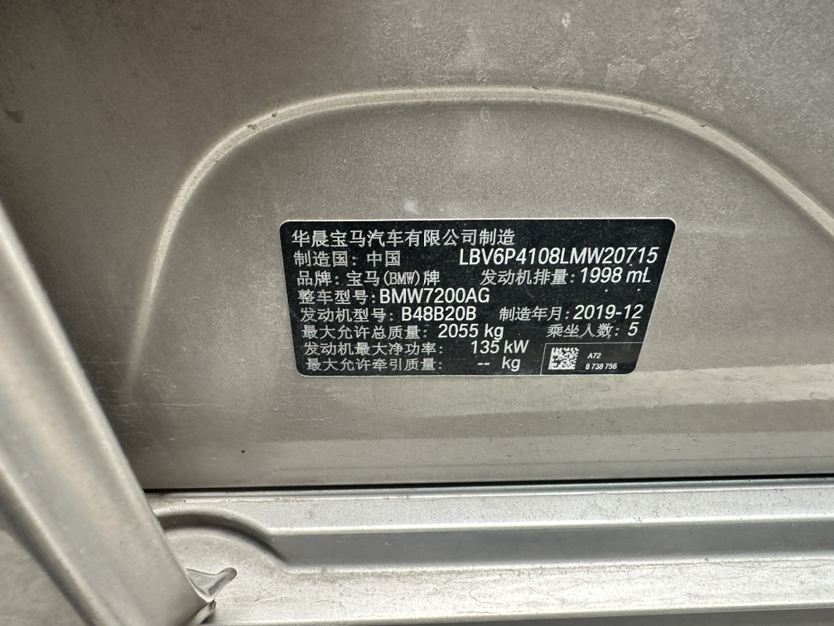 华晨宝马汽车有限公司制造
制造国：中国 LBV6P4108LMW20715
品牌：宝马(BMW)牌 发动机排量：1998 mL
整车型号：BMW7200AG
发动机型号：B48B20B 制造年月：2019-12
最大允许总质量：2055 kg 乘坐人数：5
发动机最大净功率：135 kW
最大允许牵引质量：-- kg
A72
8 738 756